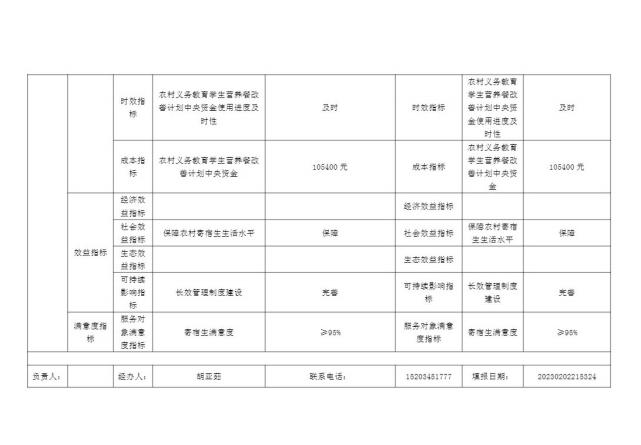 时效指标 农村义务教育学生营养餐改善计划中央资金使用进度及时性 及时 时效指标 农村义务教育学生营养餐改善计划中央资金使用进度及时性 及时
成本指标 农村义务教育学生营养餐改善计划中央资金 105400 元 成本指标 农村义务教育学生营养餐改善计划中央资金 105400 元
效益指标 经济效益指标 经济效益指标
社会效益指标 保障农村寄宿生生活水平 保障 社会效益指标 保障农村寄宿生生活水平 保障
生态效益指标 生态效益指标
可持续影响指标 长效管理制度建设 完善 可持续影响指标 长效管理制度建设 完善
满意度指标 服务对象满意度指标 寄宿生满意度 ≥95% 服务对象满意度指标 寄宿生满意度 ≥95%
负责人： 经办人： 胡亚茹 联系电话： 15203451777 填报日期： 20230202215324